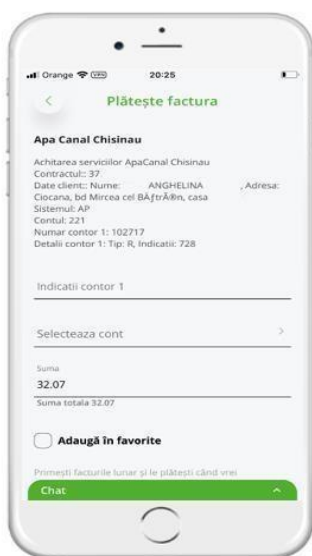 Orange VPN 20:25
Plătește factura
Apa Canal Chisinau
Achitarea serviciilor ApaCanal Chisinau
Contractul:: 37
Date client:: Nume: ANGHELINA , Adresa:
Ciocana, bd Mircea cel BÄƒtrÃ®n, casa
Sistemul: AP
Contul: 221
Numar contor 1: 102717
Detalii contor 1: Tip: R, Indicatii: 728
Indicatii contor 1
Selecteaza cont
Suma
32.07
Suma totala 32.07
Adaugă în favorite
Primești facturile lunar și le plătești când vrei
Chat